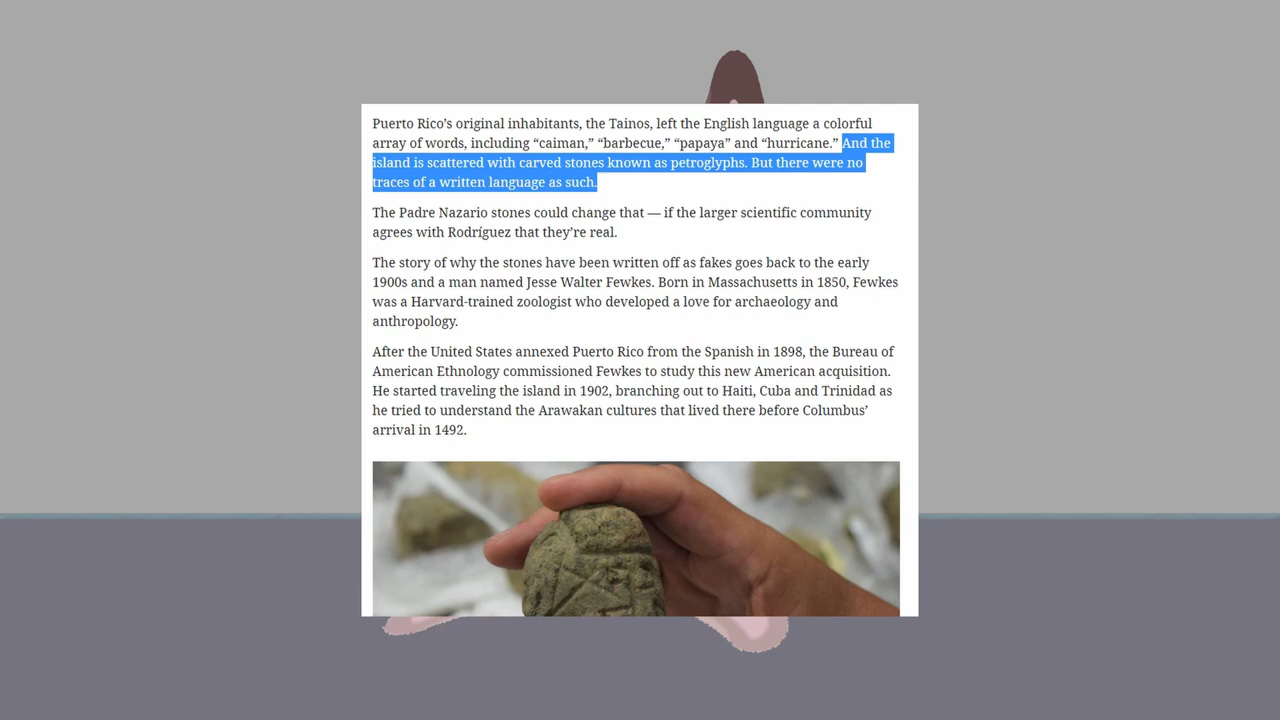 Puerto Rico’s original inhabitants, the Tainos, left the English language a colorful
array of words, including “caiman,” “barbecue,” “papaya” and “hurricane.” And the
island is scattered with carved stones known as petroglyphs. But there were no
traces of a written language as such.
The Padre Nazario stones could change that — if the larger scientific community
agrees with Rodríguez that they’re real.
The story of why the stones have been written off as fakes goes back to the early
1900s and a man named Jesse Walter Fewkes. Born in Massachusetts in 1850, Fewkes
was a Harvard-trained zoologist who developed a love for archaeology and
anthropology.
After the United States annexed Puerto Rico from the Spanish in 1898, the Bureau of
American Ethnology commissioned Fewkes to study this new American acquisition.
He started traveling the island in 1902, branching out to Haiti, Cuba and Trinidad as
he tried to understand the Arawakan cultures that lived there before Columbus’
arrival in 1492.